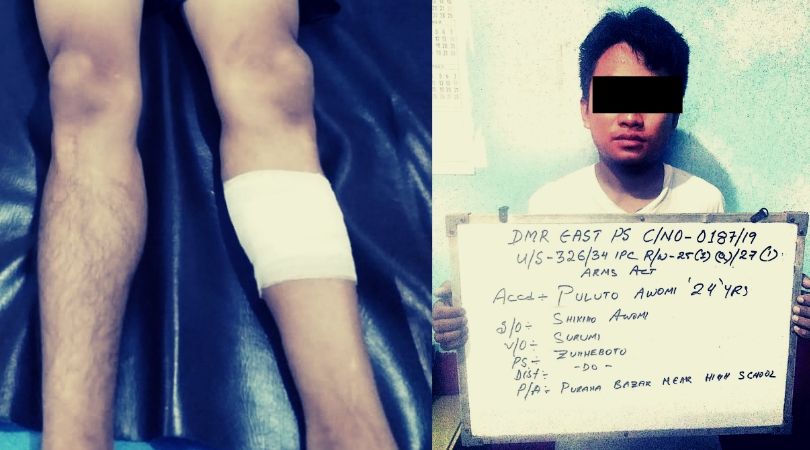 DMR EAST PS C/NO-0187/19
U/S-326/34 IPC R/W-25(1)(a)/27(1)
ARMS ACT
Accd÷ PULUTO AWOMI '24' YRS
S/O÷ SHIKIHO AWOMI
V/O÷ SURUMI
PS÷ ZUNHEBOTO
DIST÷ -DO-
P/A÷ PURANA BAZAR NEAR HIGH SCHOOL